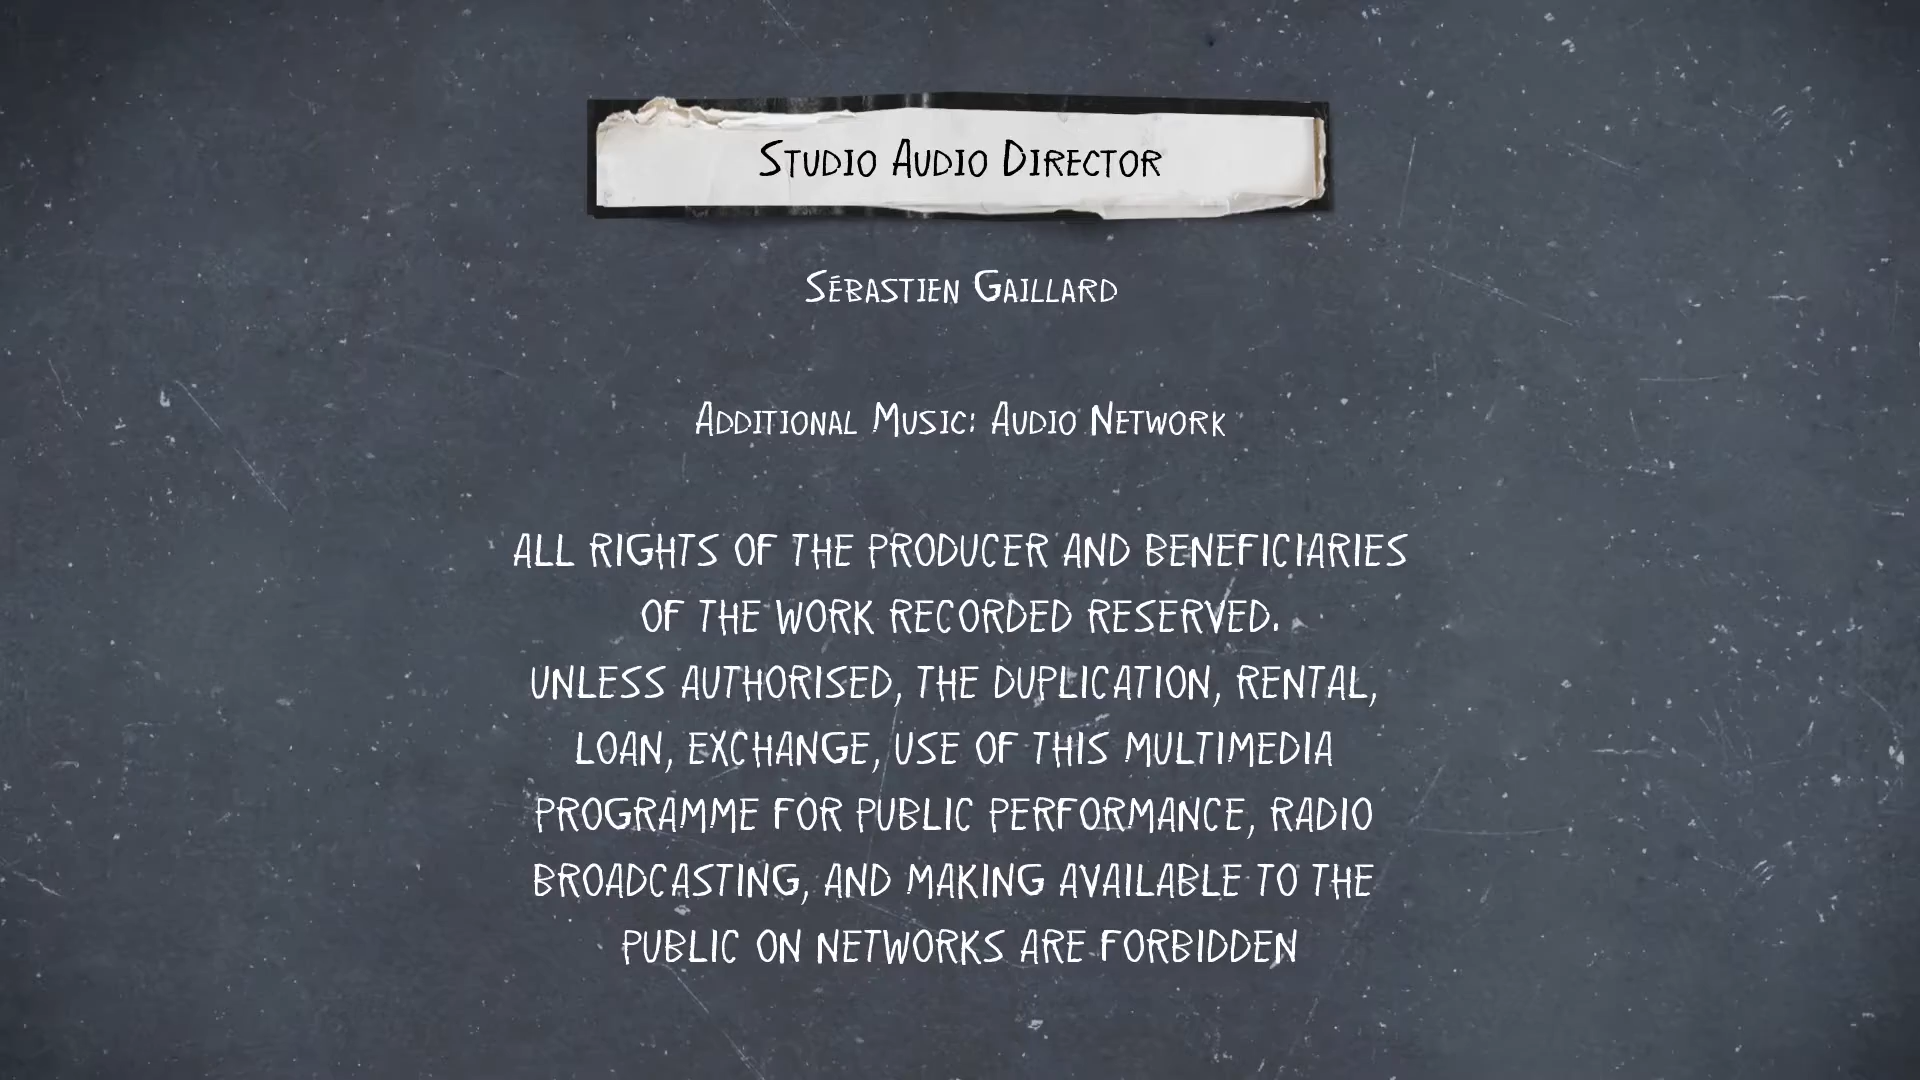 Studio Audio Director
Sébastien Gaillard
Additional Music: Audio Network
ALL RIGHTS OF THE PRODUCER AND BENEFICIARIES
OF THE WORK RECORDED RESERVED.
UNLESS AUTHORISED, THE DUPLICATION, RENTAL,
LOAN, EXCHANGE, USE OF THIS MULTIMEDIA
PROGRAMME FOR PUBLIC PERFORMANCE, RADIO
BROADCASTING, AND MAKING AVAILABLE TO THE
PUBLIC ON NETWORKS ARE FORBIDDEN